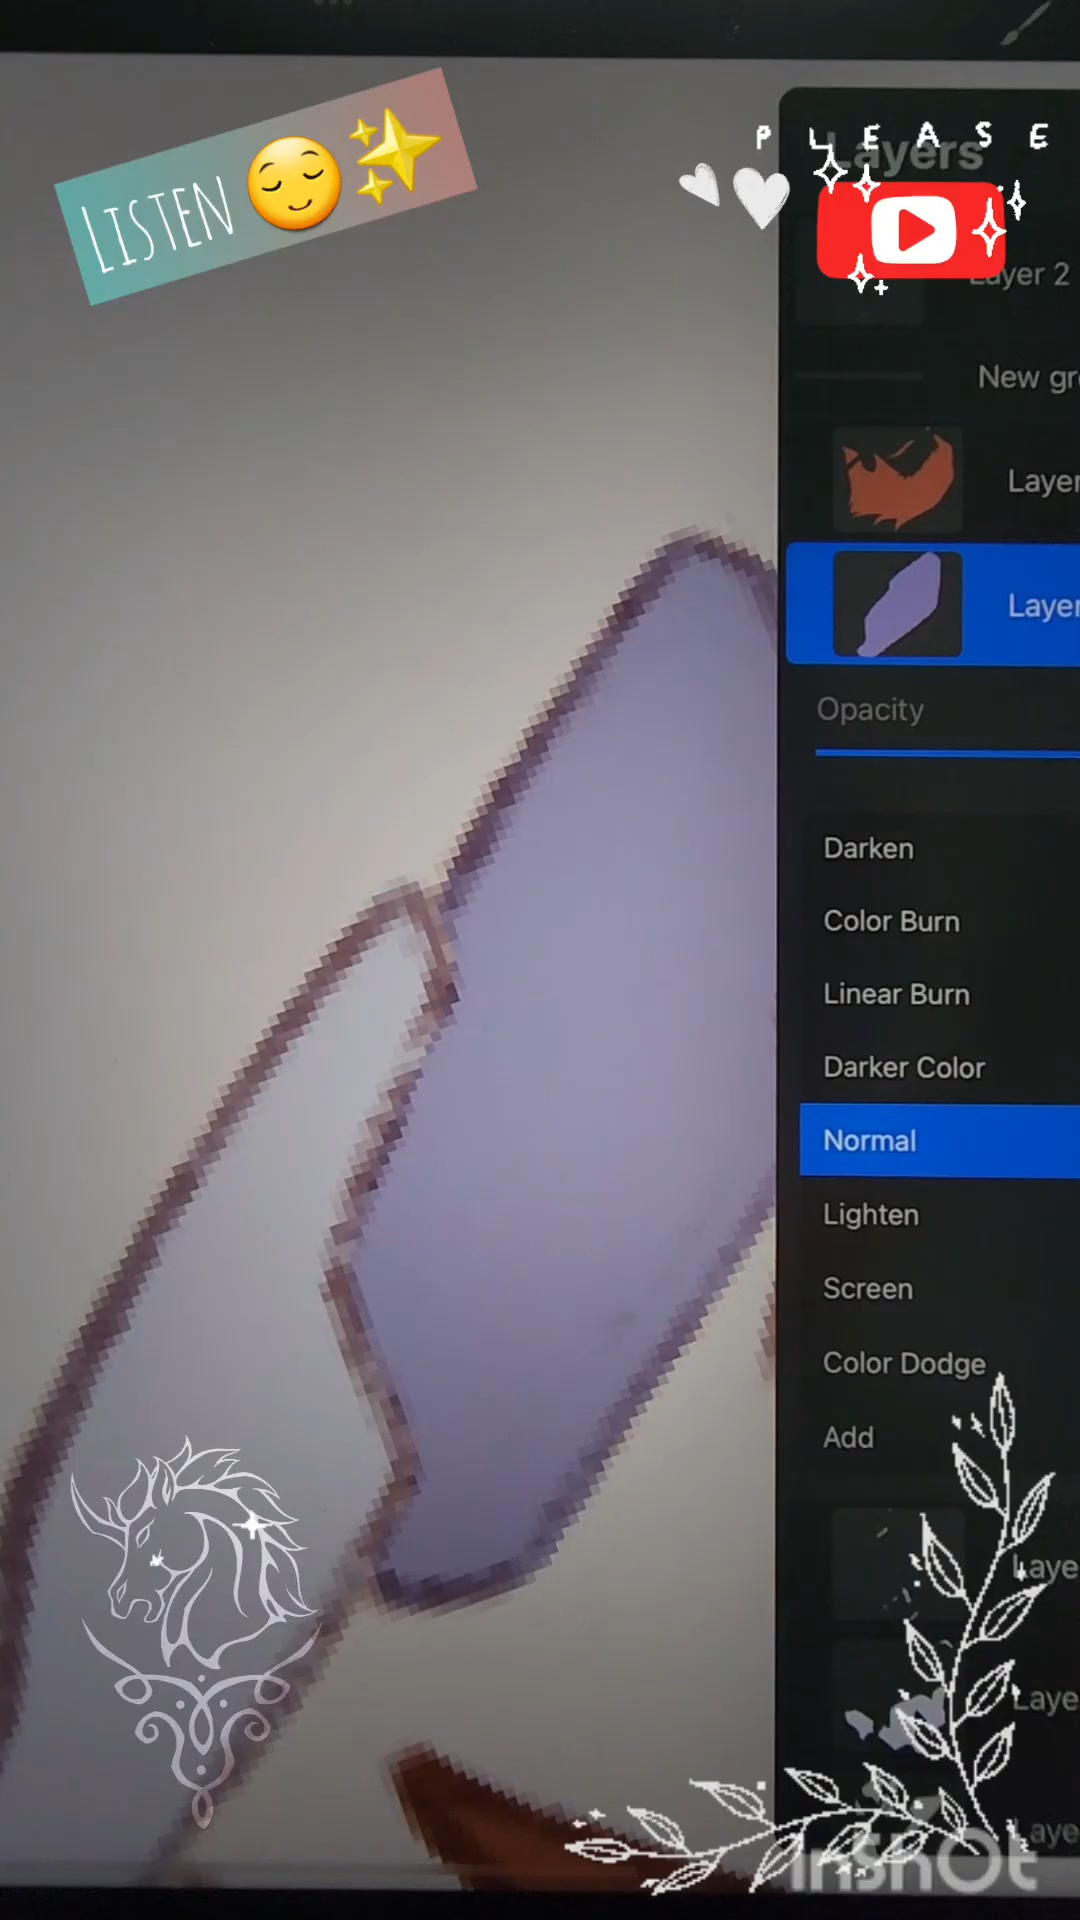 LISTEN
PLEASE
Layers
Layer 2
New gr
Layer
Layer
Opacity
Darken
Color Burn
Linear Burn
Darker Color
Normal
Lighten
Screen
Color Dodge
Add
Laye
Laye
Laye
InShOt